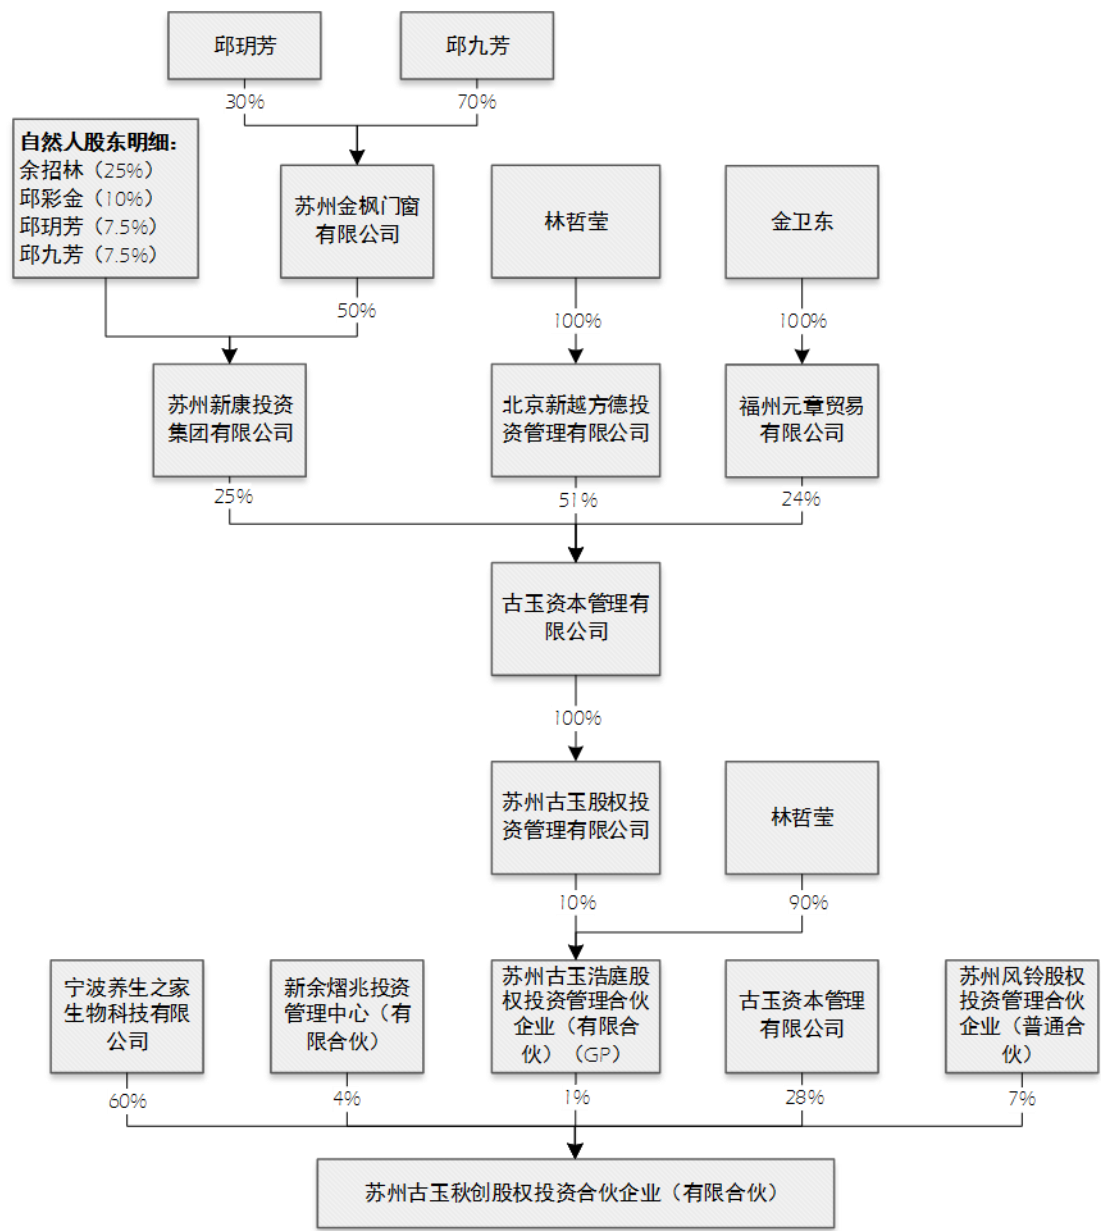 邱玥芳
邱九芳
30%
70%
自然人股东明细：
余招林（25%）
邱彩金（10%）
邱玥芳（7.5%）
邱九芳（7.5%）
苏州金枫门窗
有限公司
林哲莹
金卫东
50%
100%
100%
苏州新康投资
集团有限公司
北京新越方德投
资管理有限公司
福州元章贸易
有限公司
25%
51%
24%
古玉资本管理有
限公司
100%
苏州古玉股权投
资管理有限公司
林哲莹
10%
90%
宁波养生之家
生物科技有限
公司
新余熠兆投资
管理中心（有
限合伙）
苏州古玉浩庭股
权投资管理合伙
企业（有限合
伙）（GP）
古玉资本管理
有限公司
苏州风铃股权
投资管理合伙
企业（普通合
伙）
60%
4%
1%
28%
7%
苏州古玉秋创股权投资合伙企业（有限合伙）